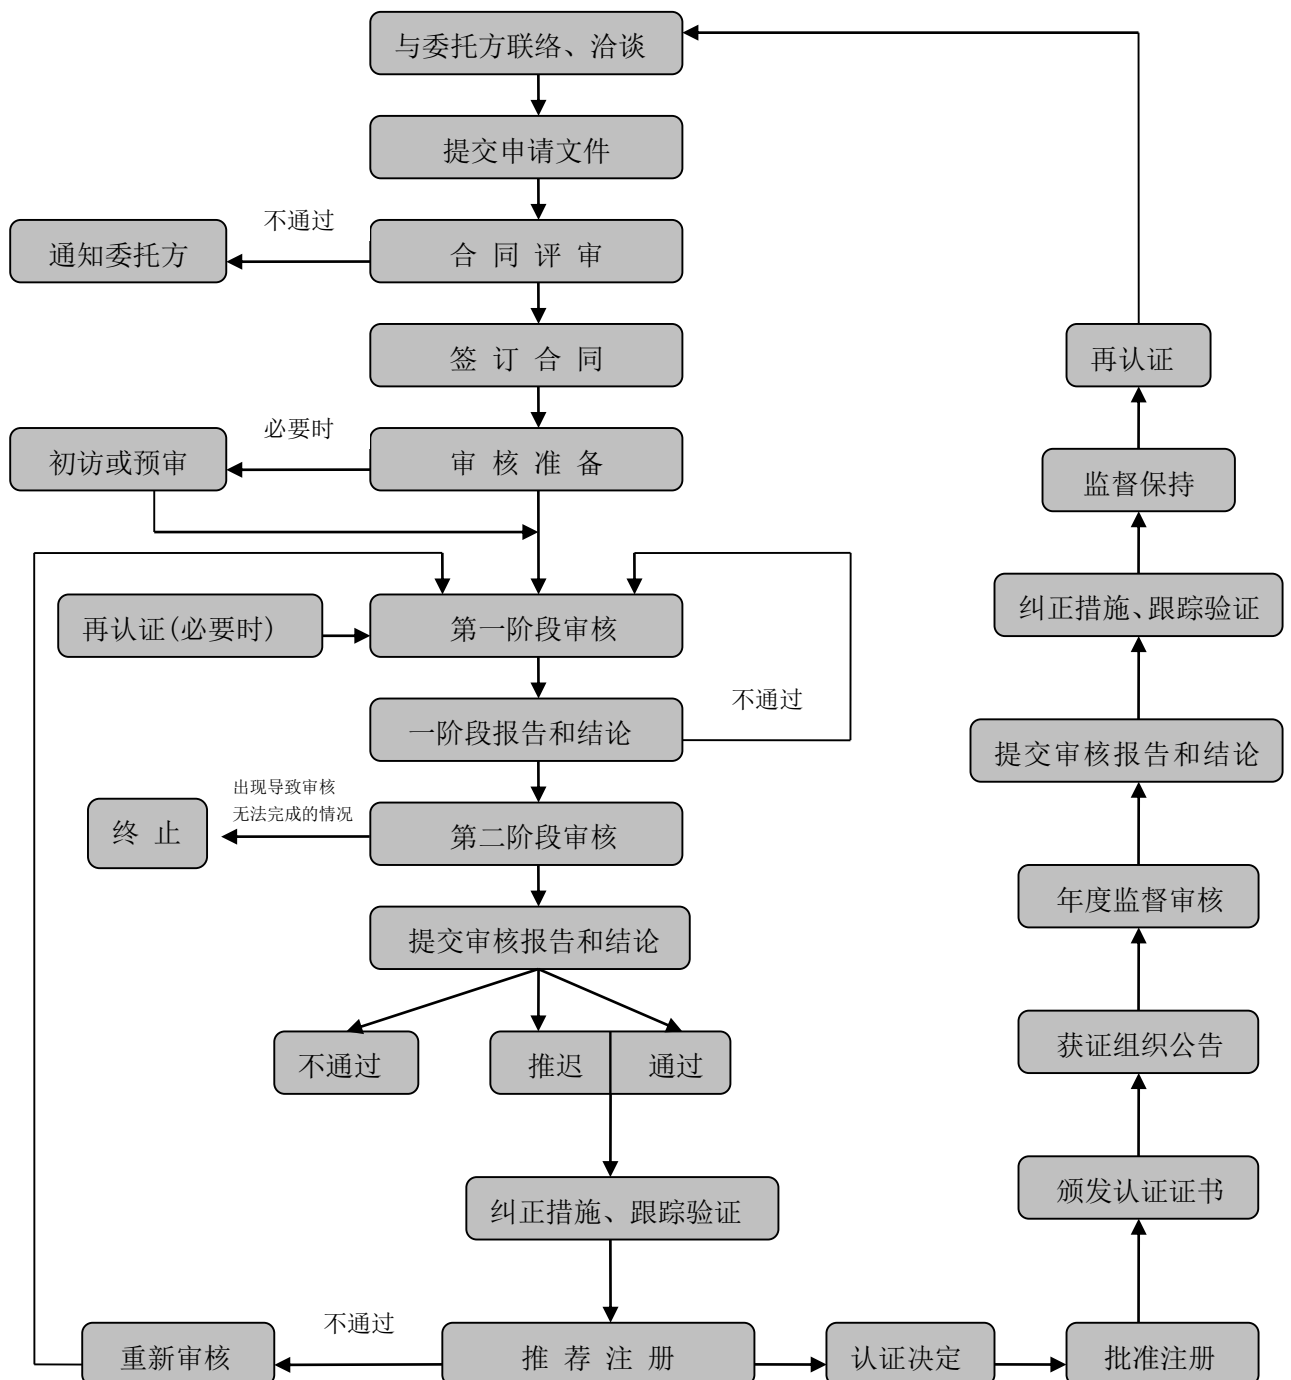 与委托方联络、洽谈
提交申请文件
不通过
通知委托方
合 同 评 审
签 订 合 同
再认证
必要时
初访或预审
审 核 准 备
监督保持
再认证(必要时)
第一阶段审核
纠正措施、跟踪验证
不通过
一阶段报告和结论
提交审核报告和结论
出现导致审核
无法完成的情况
终 止
第二阶段审核
年度监督审核
提交审核报告和结论
不通过
推迟
通过
获证组织公告
纠正措施、跟踪验证
颁发认证证书
不通过
重新审核
推 荐 注 册
认证决定
批准注册